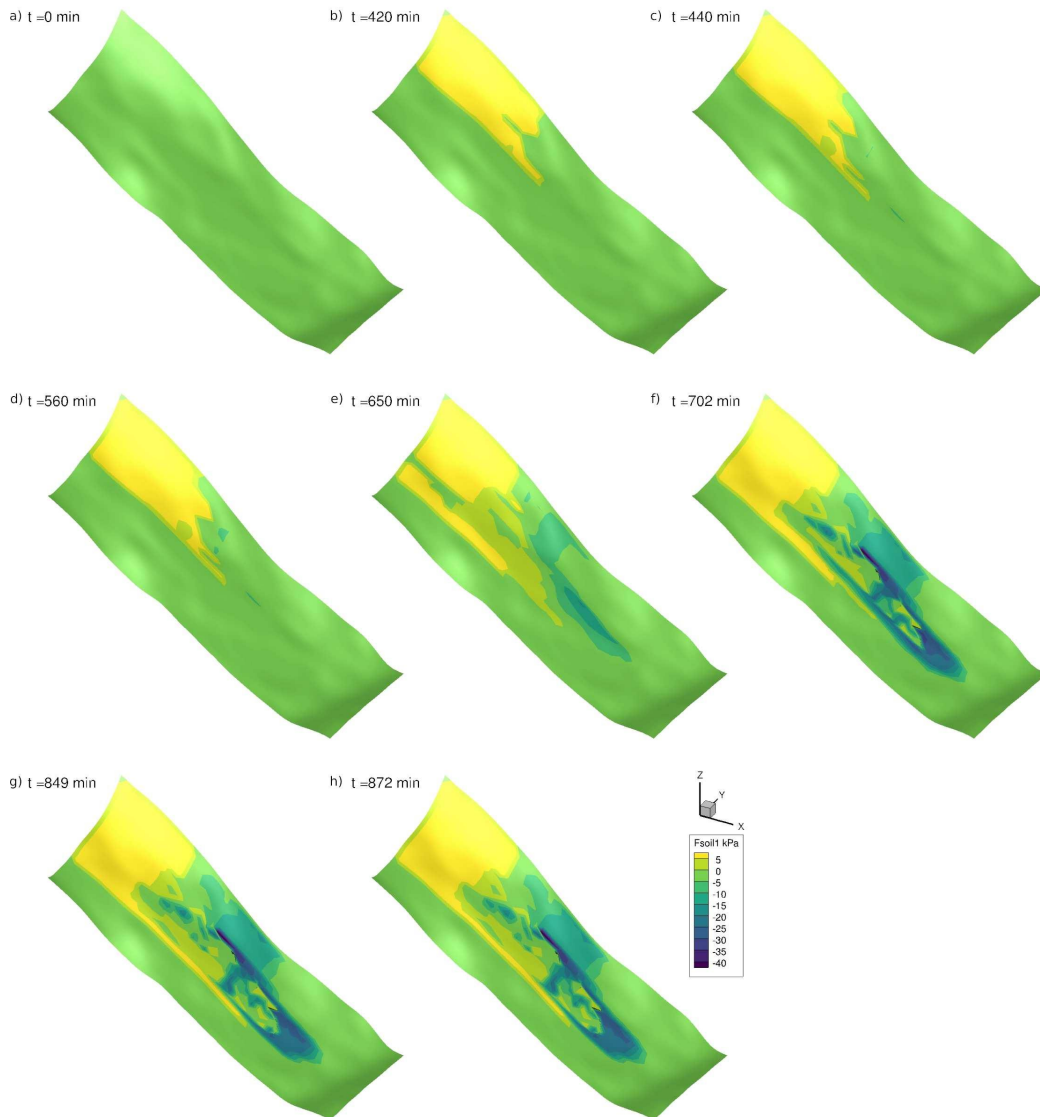 a) t =0 min
b) t =420 min
c) t =440 min
d) t =560 min
e) t =650 min
f) t =702 min
g) t =849 min
h) t =872 min
Z
Y
X
Fsoil1 kPa
5
0
-5
-10
-15
-20
-25
-30
-35
-40